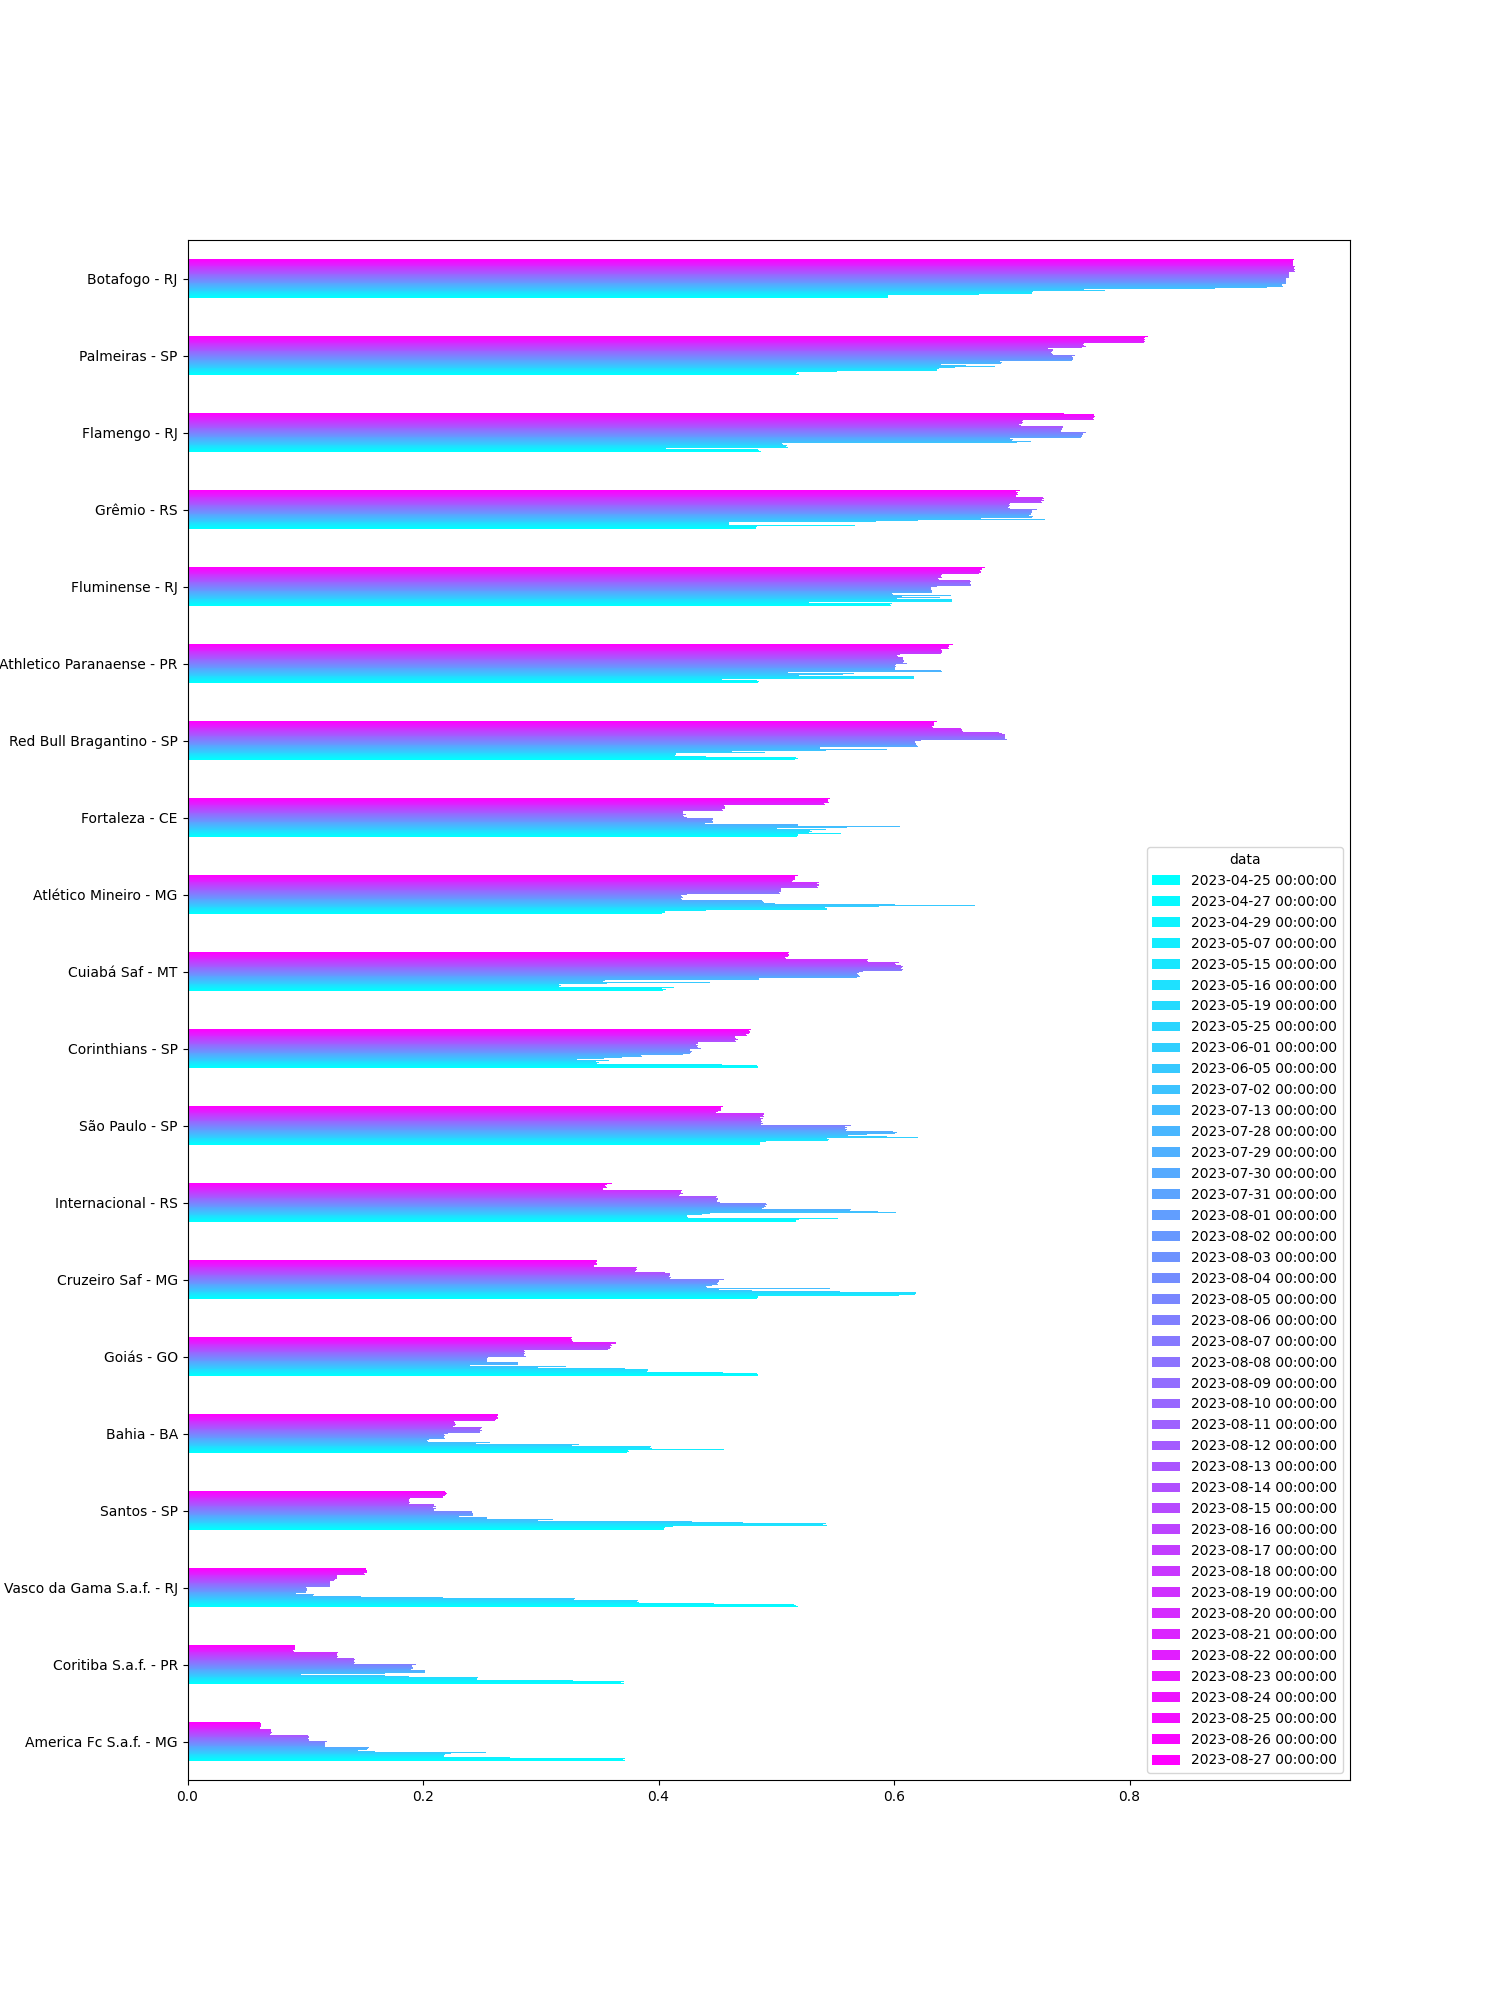 Botafogo - RJ
Palmeiras - SP
Flamengo - RJ
Grêmio - RS
Fluminense - RJ
Athletico Paranaense - PR
Red Bull Bragantino - SP
Fortaleza - CE
Atlético Mineiro - MG
Cuiabá Saf - MT
Corinthians - SP
São Paulo - SP
Internacional - RS
Cruzeiro Saf - MG
Goiás - GO
Bahia - BA
Santos - SP
Vasco da Gama S.a.f. - RJ
Coritiba S.a.f. - PR
America Fc S.a.f. - MG
0.0 0.2 0.4 0.6 0.8
data
2023-04-25 00:00:00
2023-04-27 00:00:00
2023-04-29 00:00:00
2023-05-07 00:00:00
2023-05-15 00:00:00
2023-05-16 00:00:00
2023-05-19 00:00:00
2023-05-25 00:00:00
2023-06-01 00:00:00
2023-06-05 00:00:00
2023-07-02 00:00:00
2023-07-13 00:00:00
2023-07-28 00:00:00
2023-07-29 00:00:00
2023-07-30 00:00:00
2023-07-31 00:00:00
2023-08-01 00:00:00
2023-08-02 00:00:00
2023-08-03 00:00:00
2023-08-04 00:00:00
2023-08-05 00:00:00
2023-08-06 00:00:00
2023-08-07 00:00:00
2023-08-08 00:00:00
2023-08-09 00:00:00
2023-08-10 00:00:00
2023-08-11 00:00:00
2023-08-12 00:00:00
2023-08-13 00:00:00
2023-08-14 00:00:00
2023-08-15 00:00:00
2023-08-16 00:00:00
2023-08-17 00:00:00
2023-08-18 00:00:00
2023-08-19 00:00:00
2023-08-20 00:00:00
2023-08-21 00:00:00
2023-08-22 00:00:00
2023-08-23 00:00:00
2023-08-24 00:00:00
2023-08-25 00:00:00
2023-08-26 00:00:00
2023-08-27 00:00:00